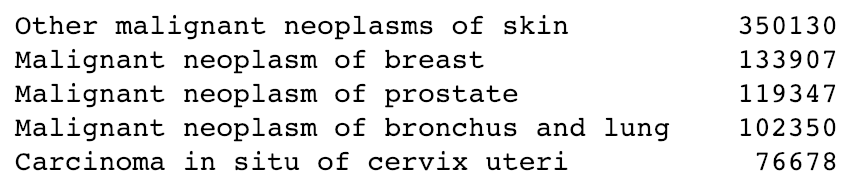 Other malignant neoplasms of skin 350130
Malignant neoplasm of breast 133907
Malignant neoplasm of prostate 119347
Malignant neoplasm of bronchus and lung 102350
Carcinoma in situ of cervix uteri 76678